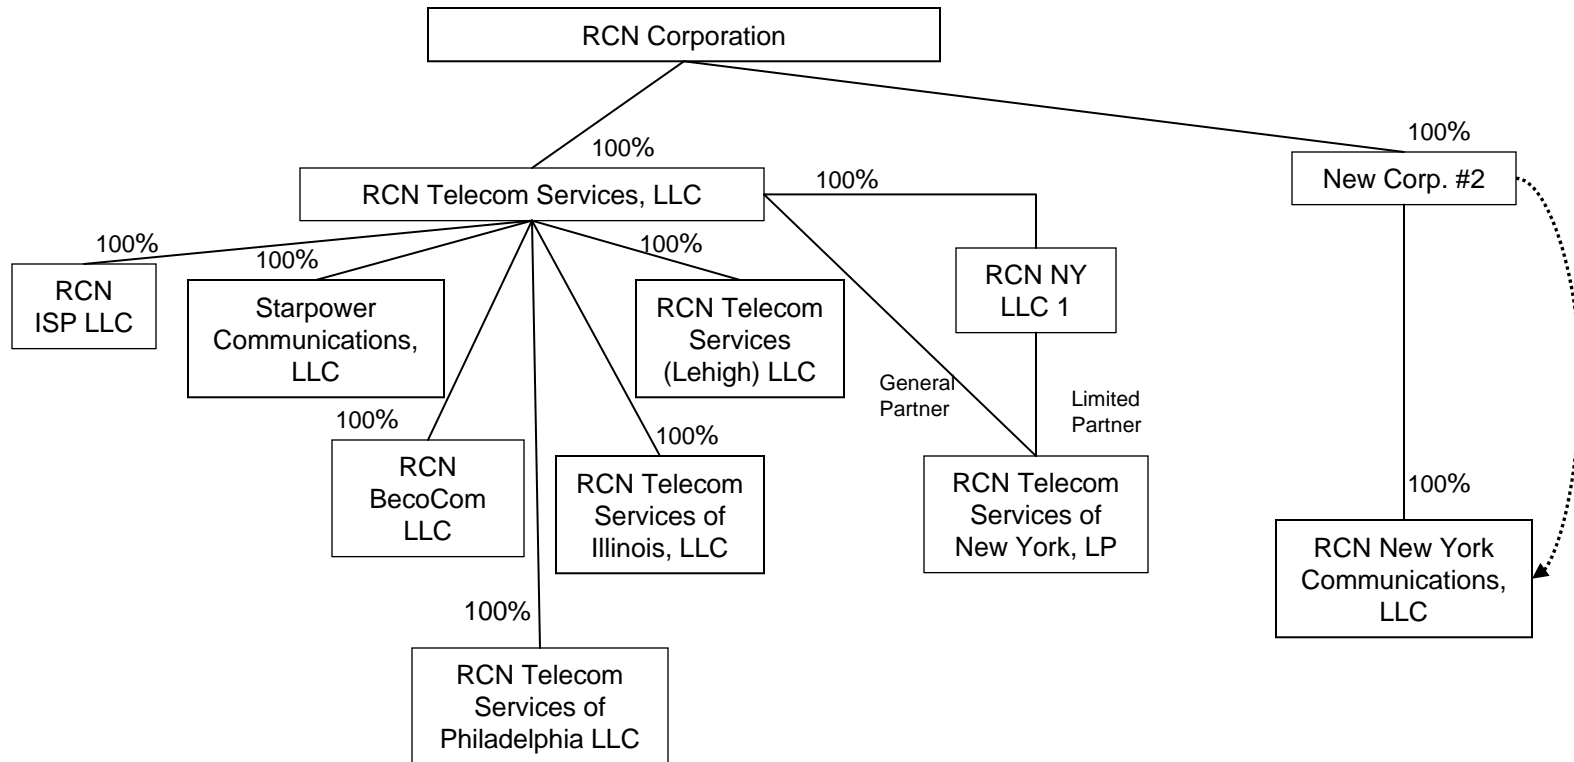 RCN Corporation
100%
100%
RCN Telecom Services, LLC
100%
New Corp. #2
100%
100%
100%
RCN
ISP LLC
Starpower
Communications,
LLC
RCN Telecom
Services
(Lehigh) LLC
RCN NY
LLC 1
General
Partner
Limited
Partner
100%
100%
RCN
BecoCom
LLC
RCN Telecom
Services of
Illinois, LLC
RCN Telecom
Services of
New York, LP
100%
RCN New York
Communications,
LLC
100%
RCN Telecom
Services of
Philadelphia LLC